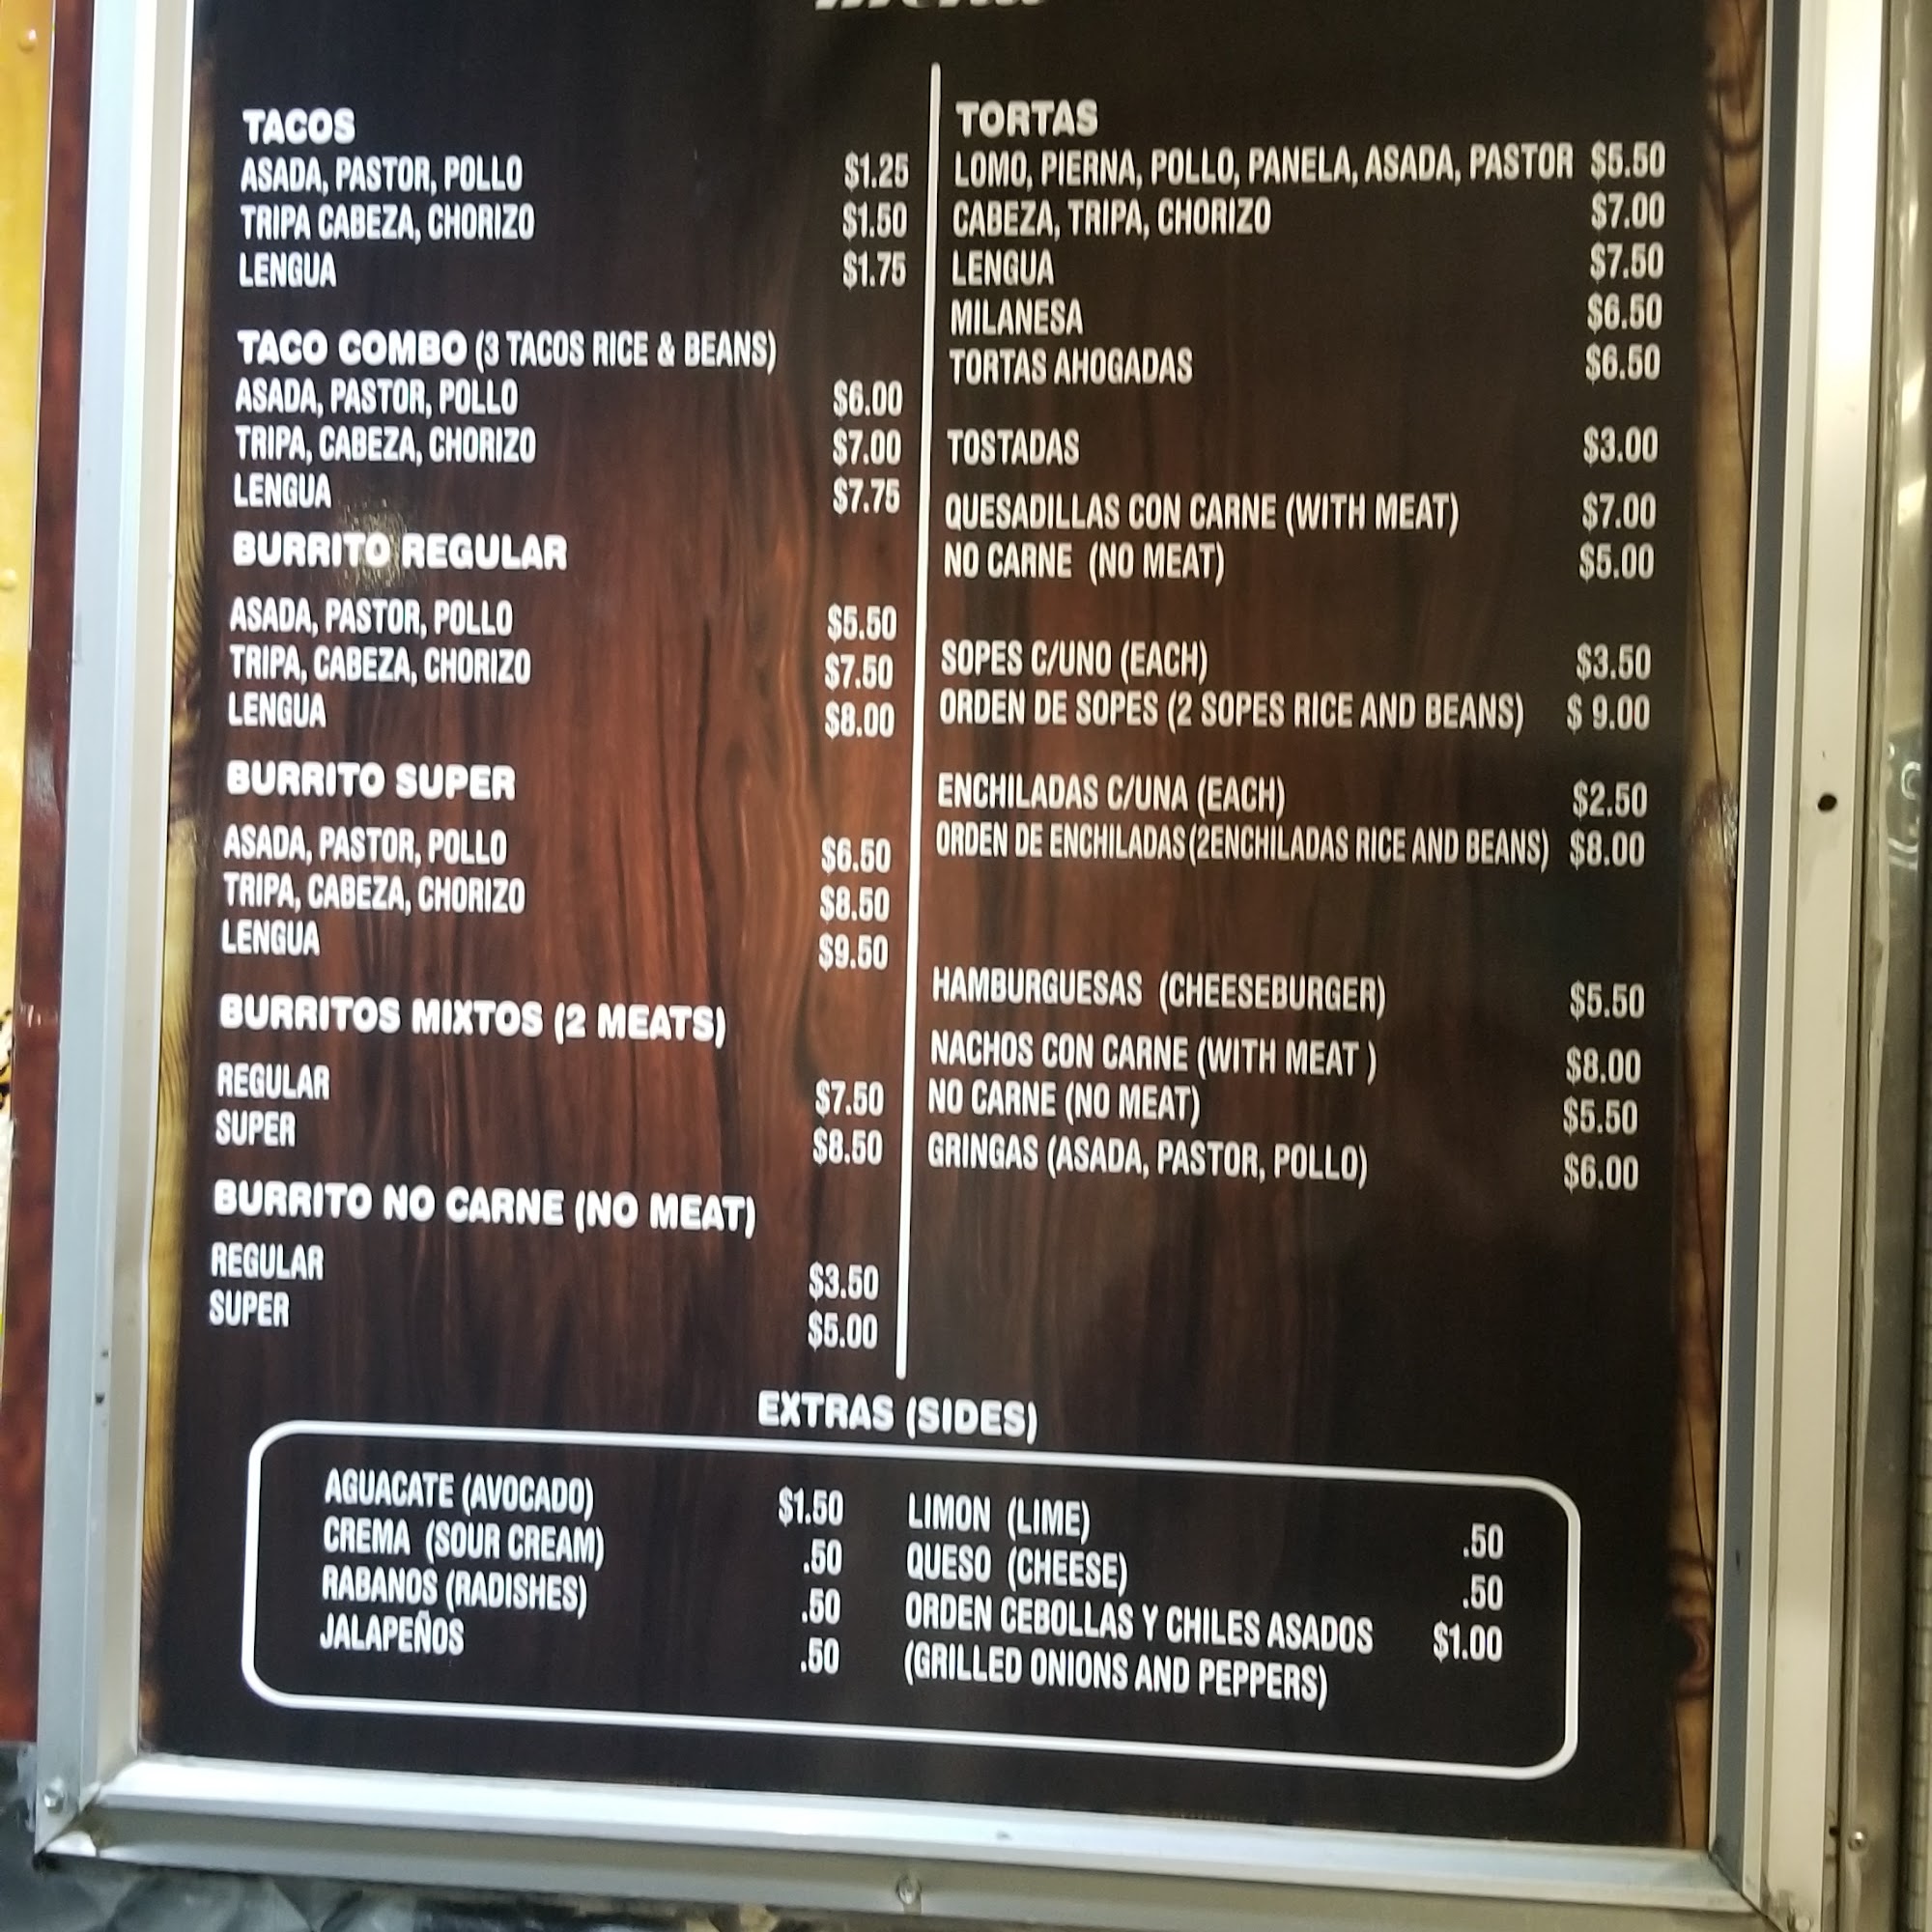 TACOS
ASADA, PASTOR, POLLO $1.25
TRIPA CABEZA, CHORIZO $1.50
LENGUA $1.75
TACO COMBO (3 TACOS RICE & BEANS)
ASADA, PASTOR, POLLO $6.00
TRIPA, CABEZA, CHORIZO $7.00
LENGUA $7.75
BURRITO REGULAR
ASADA, PASTOR, POLLO $5.50
TRIPA, CABEZA, CHORIZO $7.50
LENGUA $8.00
BURRITO SUPER
ASADA, PASTOR, POLLO $6.50
TRIPA, CABEZA, CHORIZO $8.50
LENGUA $9.50
BURRITOS MIXTOS (2 MEATS)
REGULAR $7.50
SUPER $8.50
BURRITO NO CARNE (NO MEAT)
REGULAR $3.50
SUPER $5.00
TORTAS
LOMO, PIERNA, POLLO, PANELA, ASADA, PASTOR $5.50
CABEZA, TRIPA, CHORIZO $7.00
LENGUA $7.50
MILANESA $6.50
TORTAS AHOGADAS $6.50
TOSTADAS $3.00
QUESADILLAS CON CARNE (WITH MEAT) $7.00
NO CARNE (NO MEAT) $5.00
SOPES C/UNO (EACH) $3.50
ORDEN DE SOPES (2 SOPES RICE AND BEANS) $ 9.00
ENCHILADAS C/UNA (EACH) $2.50
ORDEN DE ENCHILADAS (2ENCHILADAS RICE AND BEANS) $8.00
HAMBURGUESAS (CHEESEBURGER) $5.50
NACHOS CON CARNE (WITH MEAT ) $8.00
NO CARNE (NO MEAT) $5.50
GRINGAS (ASADA, PASTOR, POLLO) $6.00
EXTRAS (SIDES)
AGUACATE (AVOCADO) $1.50
CREMA (SOUR CREAM) .50
RABANOS (RADISHES) .50
JALAPEÑOS .50
LIMON (LIME) .50
QUESO (CHEESE) .50
ORDEN CEBOLLAS Y CHILES ASADOS $1.00
(GRILLED ONIONS AND PEPPERS)